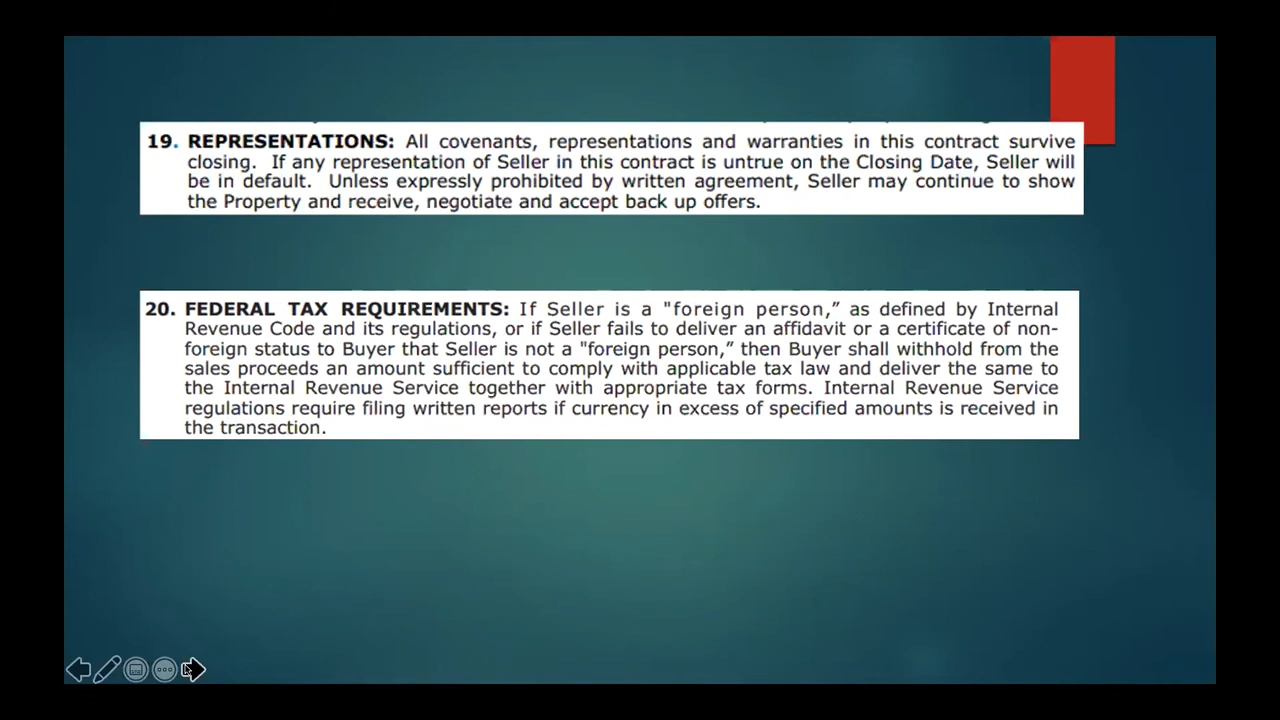 19. REPRESENTATIONS: All covenants, representations and warranties in this contract survive
closing. If any representation of Seller in this contract is untrue on the Closing Date, Seller will
be in default. Unless expressly prohibited by written agreement, Seller may continue to show
the Property and receive, negotiate and accept back up offers.
20. FEDERAL TAX REQUIREMENTS: If Seller is a "foreign person,” as defined by Internal
Revenue Code and its regulations, or if Seller fails to deliver an affidavit or a certificate of non-
foreign status to Buyer that Seller is not a "foreign person,” then Buyer shall withhold from the
sales proceeds an amount sufficient to comply with applicable tax law and deliver the same to
the Internal Revenue Service together with appropriate tax forms. Internal Revenue Service
regulations require filing written reports if currency in excess of specified amounts is received in
the transaction.